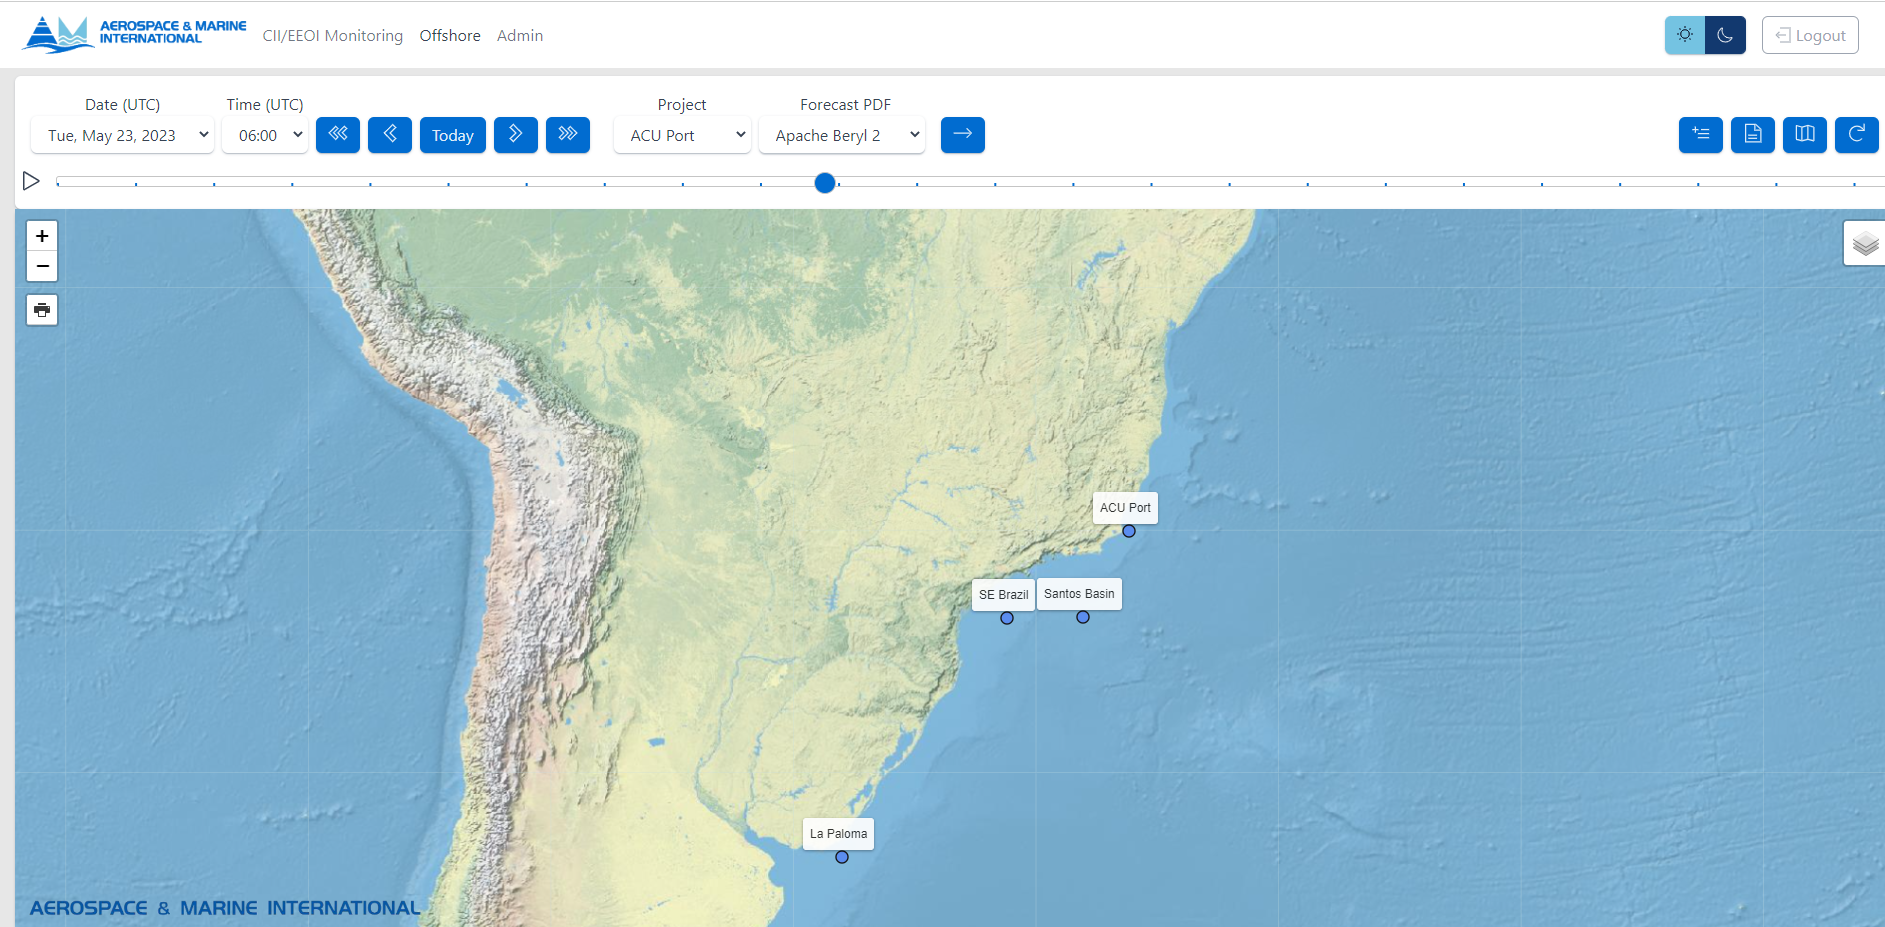 AEROSPACE & MARINE
INTERNATIONAL
CII/EEOI Monitoring Offshore Admin
Logout
Date (UTC) Time (UTC) Project Forecast PDF
Tue, May 23, 2023 06:00 Today ACU Port Apache Beryl 2
+
−
ACU Port
SE Brazil Santos Basin
La Paloma
AEROSPACE & MARINE INTERNATIONAL